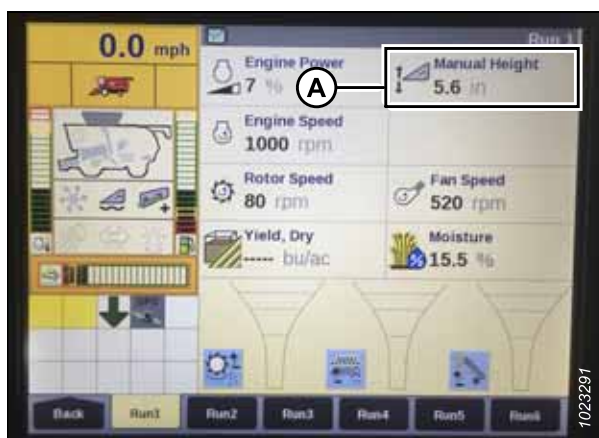 0.0 mph
Run 1
Engine Power
7 %
A
Manual Height
5.6 in
Engine Speed
1000 rpm
Rotor Speed
80 rpm
Fan Speed
520 rpm
Yield, Dry
----- bu/ac
Moisture
15.5 %
Back
Run1
Run2
Run3
Run4
Run5
Run6
1023291